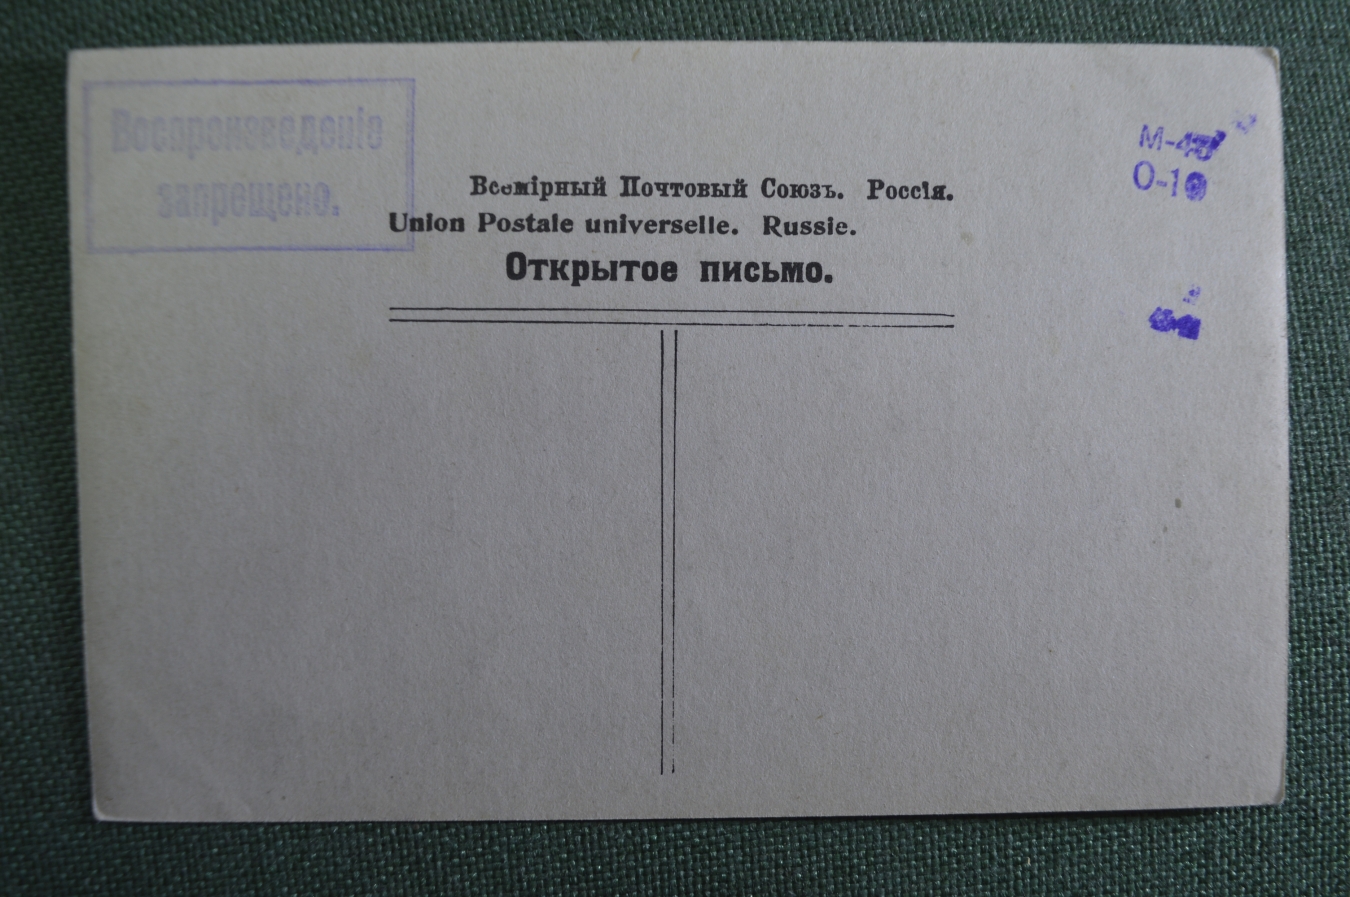 Воспроизведеніе
запрещено.
Всемірный Почтовый Союзъ. Россія.
Union Postale universelle. Russie.
Открытое письмо.